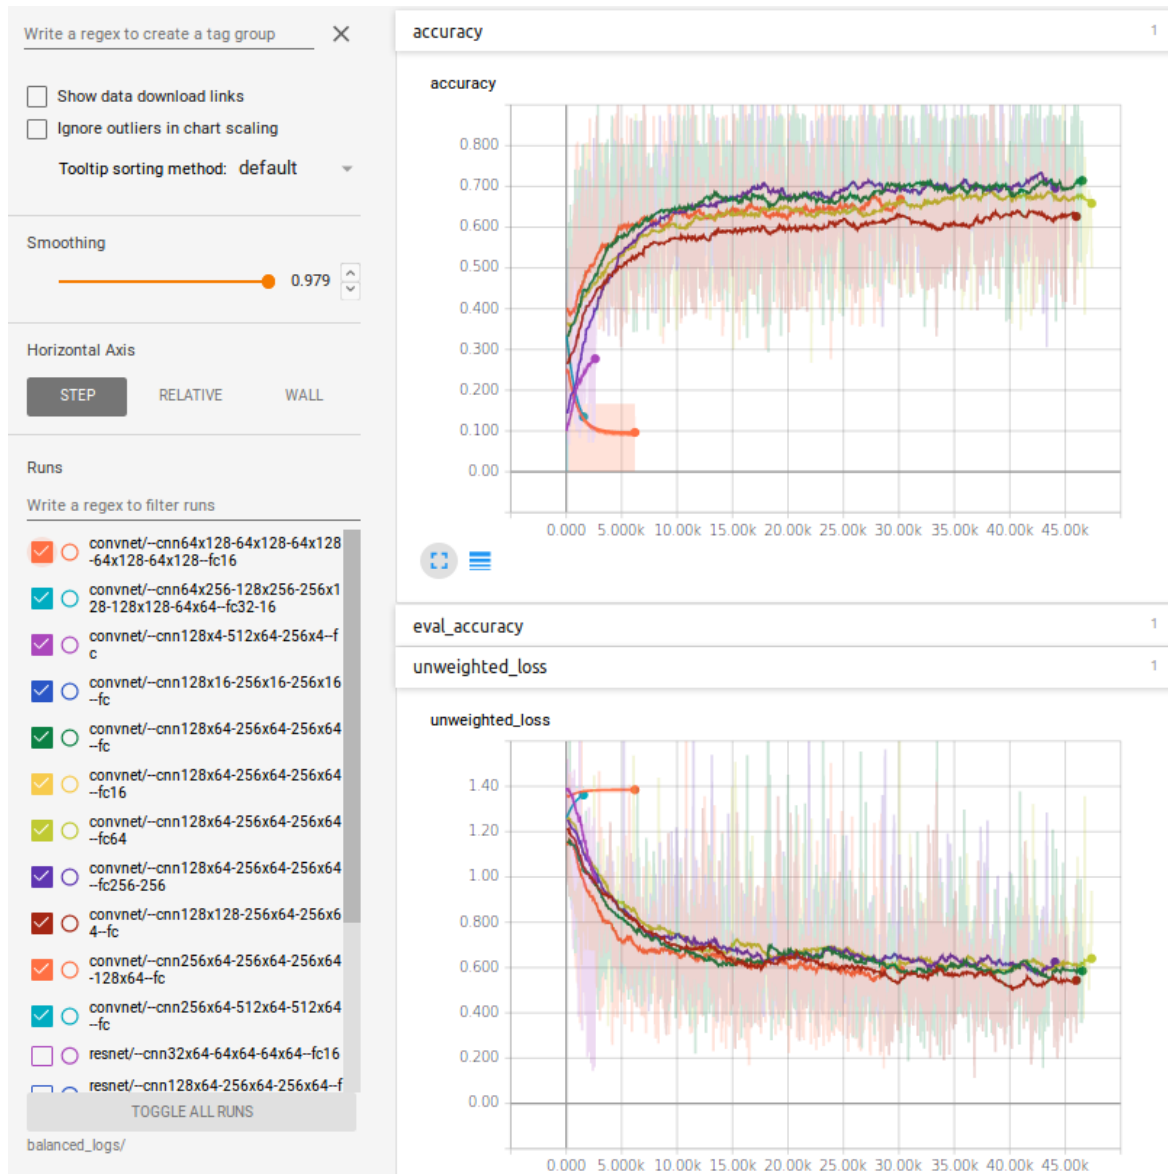 Write a regex to create a tag group
Show data download links
Ignore outliers in chart scaling
Tooltip sorting method: default
Smoothing
0.979
Horizontal Axis
STEP RELATIVE WALL
Runs
Write a regex to filter runs
convnet/--cnn64x128-64x128-64x128
-64x128-64x128--fc16
convnet/--cnn64x256-128x256-256x1
28-128x128-64x64--fc32-16
convnet/--cnn128x4-512x64-256x4--f
c
convnet/--cnn128x16-256x16-256x16
--fc
convnet/--cnn128x64-256x64-256x64
--fc
convnet/--cnn128x64-256x64-256x64
--fc16
convnet/--cnn128x64-256x64-256x64
--fc64
convnet/--cnn128x64-256x64-256x64
--fc256-256
convnet/--cnn128x128-256x64-256x6
4--fc
convnet/--cnn256x64-256x64-256x64
-128x64--fc
convnet/--cnn256x64-512x64-512x64
--fc
resnet/--cnn32x64-64x64-64x64--fc16
resnet/--cnn128x64-256x64-256x64--f
TOGGLE ALL RUNS
balanced_logs/
accuracy 1
accuracy
0.800
0.700
0.600
0.500
0.400
0.300
0.200
0.100
0.00
0.000 5.000k 10.00k 15.00k 20.00k 25.00k 30.00k 35.00k 40.00k 45.00k
eval_accuracy 1
unweighted_loss 1
unweighted_loss
1.40
1.20
1.00
0.800
0.600
0.400
0.200
0.00
0.000 5.000k 10.00k 15.00k 20.00k 25.00k 30.00k 35.00k 40.00k 45.00k